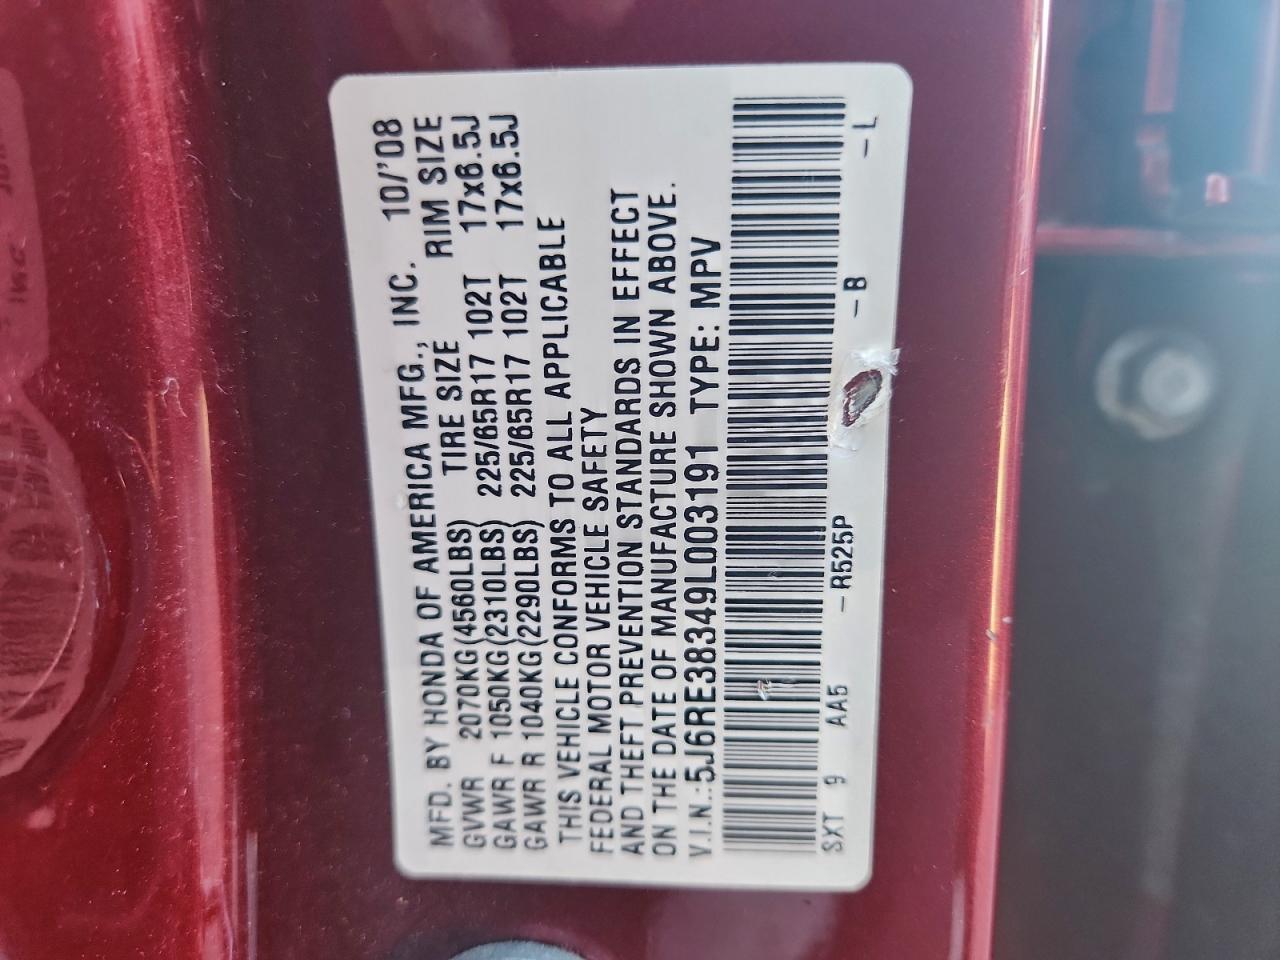 MFD. BY HONDA OF AMERICA MFG., INC. 10/'08
TIRE SIZE RIM SIZE
GVWR 2070KG(4560LBS)
GAWR F 1050KG(2310LBS) 225/65R17 102T 17x6.5J
GAWR R 1040KG(2290LBS) 225/65R17 102T 17x6.5J
THIS VEHICLE CONFORMS TO ALL APPLICABLE
FEDERAL MOTOR VEHICLE SAFETY
AND THEFT PREVENTION STANDARDS IN EFFECT
ON THE DATE OF MANUFACTURE SHOWN ABOVE.
V.I.N.:5J6RE38349L003191 TYPE: MPV
SXT 9 AA5 -R525P -B -L